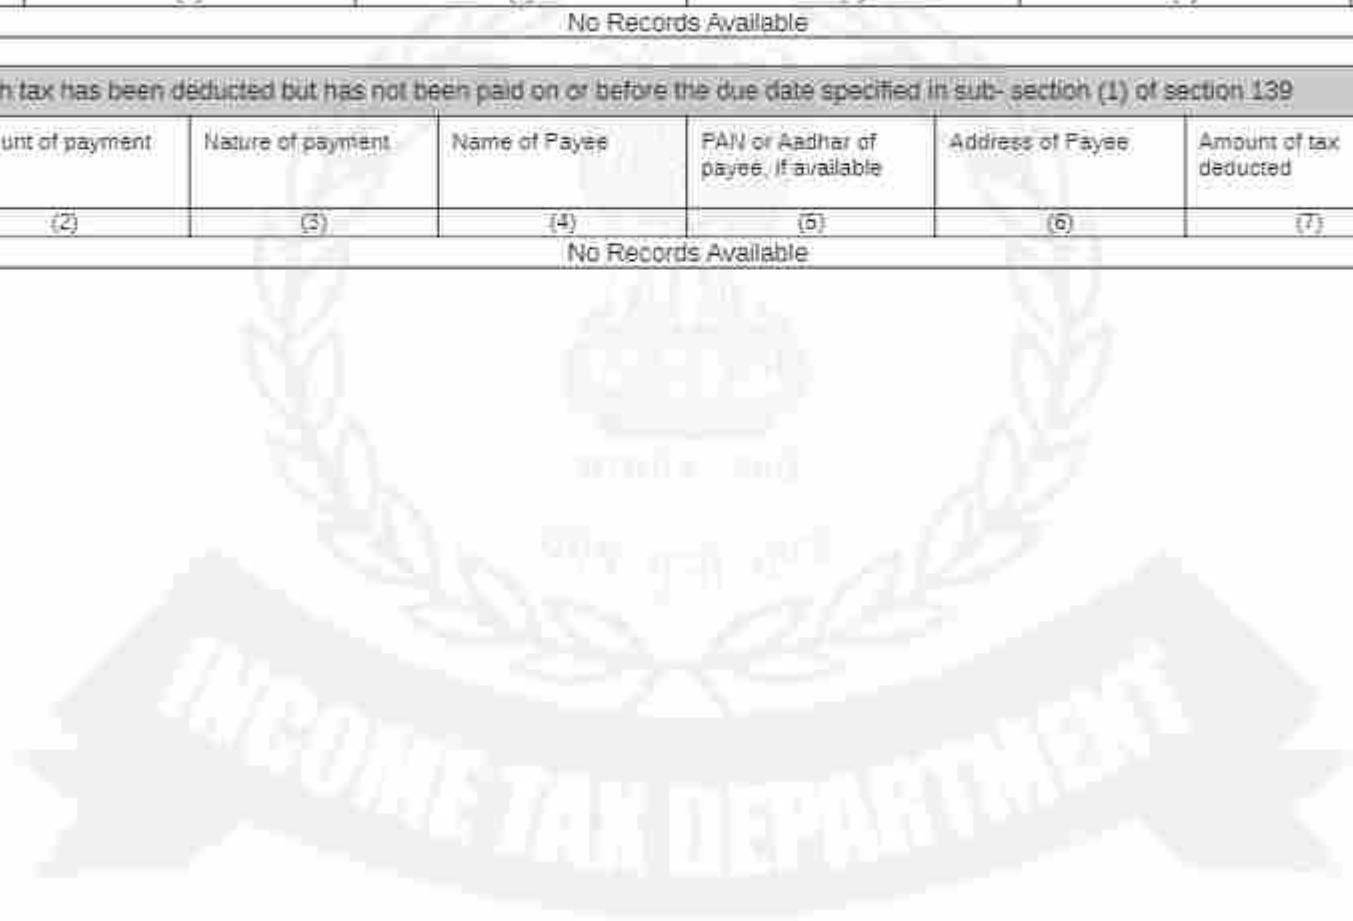 No Records Available
h tax has been deducted but has not been paid on or before the due date specified in sub- section (1) of section 139
unt of payment Nature of payment Name of Payee PAN or Aadhar of payee, if available Address of Payee Amount of tax deducted
(2) (3) (4) (5) (6) (7)
No Records Available
INCOME TAX DEPARTMENT